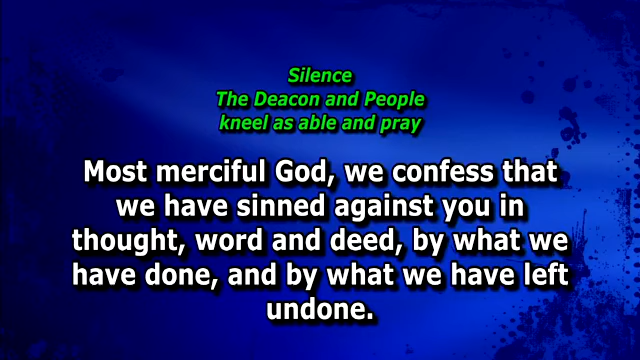 Silence
The Deacon and People
kneel as able and pray
Most merciful God, we confess that
we have sinned against you in
thought, word and deed, by what we
have done, and by what we have left
undone.